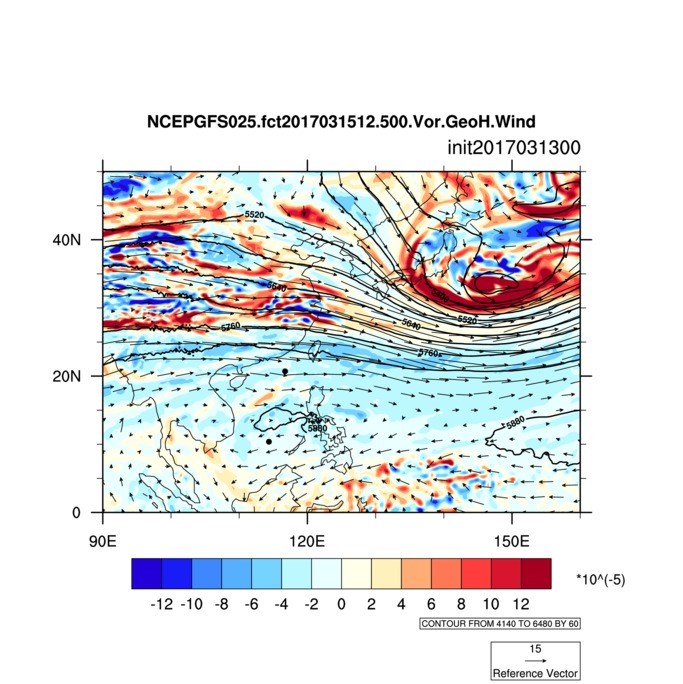 NCEPGFS025.fct2017031512.500.Vor.GeoH.Wind
init2017031300
5520
40N
5640
5520
5640
5760
5760
20N
5880
5880
0
90E 120E 150E
-12 -10 -8 -6 -4 -2 0 2 4 6 8 10 12
*10^(-5)
CONTOUR FROM 4140 TO 6480 BY 60
15
Reference Vector